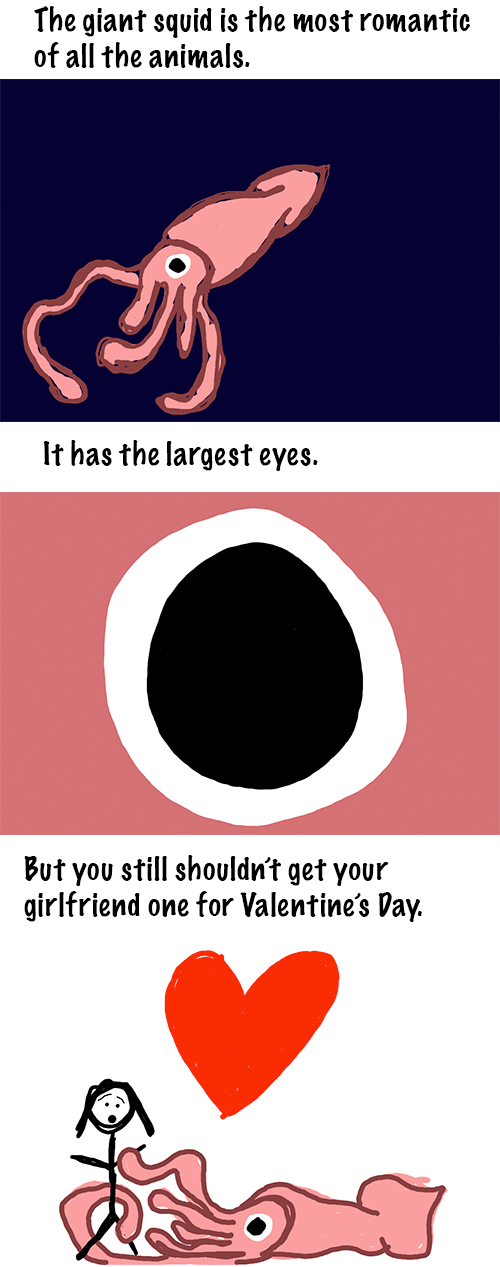 The giant squid is the most romantic
of all the animals.
It has the largest eyes.
But you still shouldn't get your
girlfriend one for Valentine's Day.